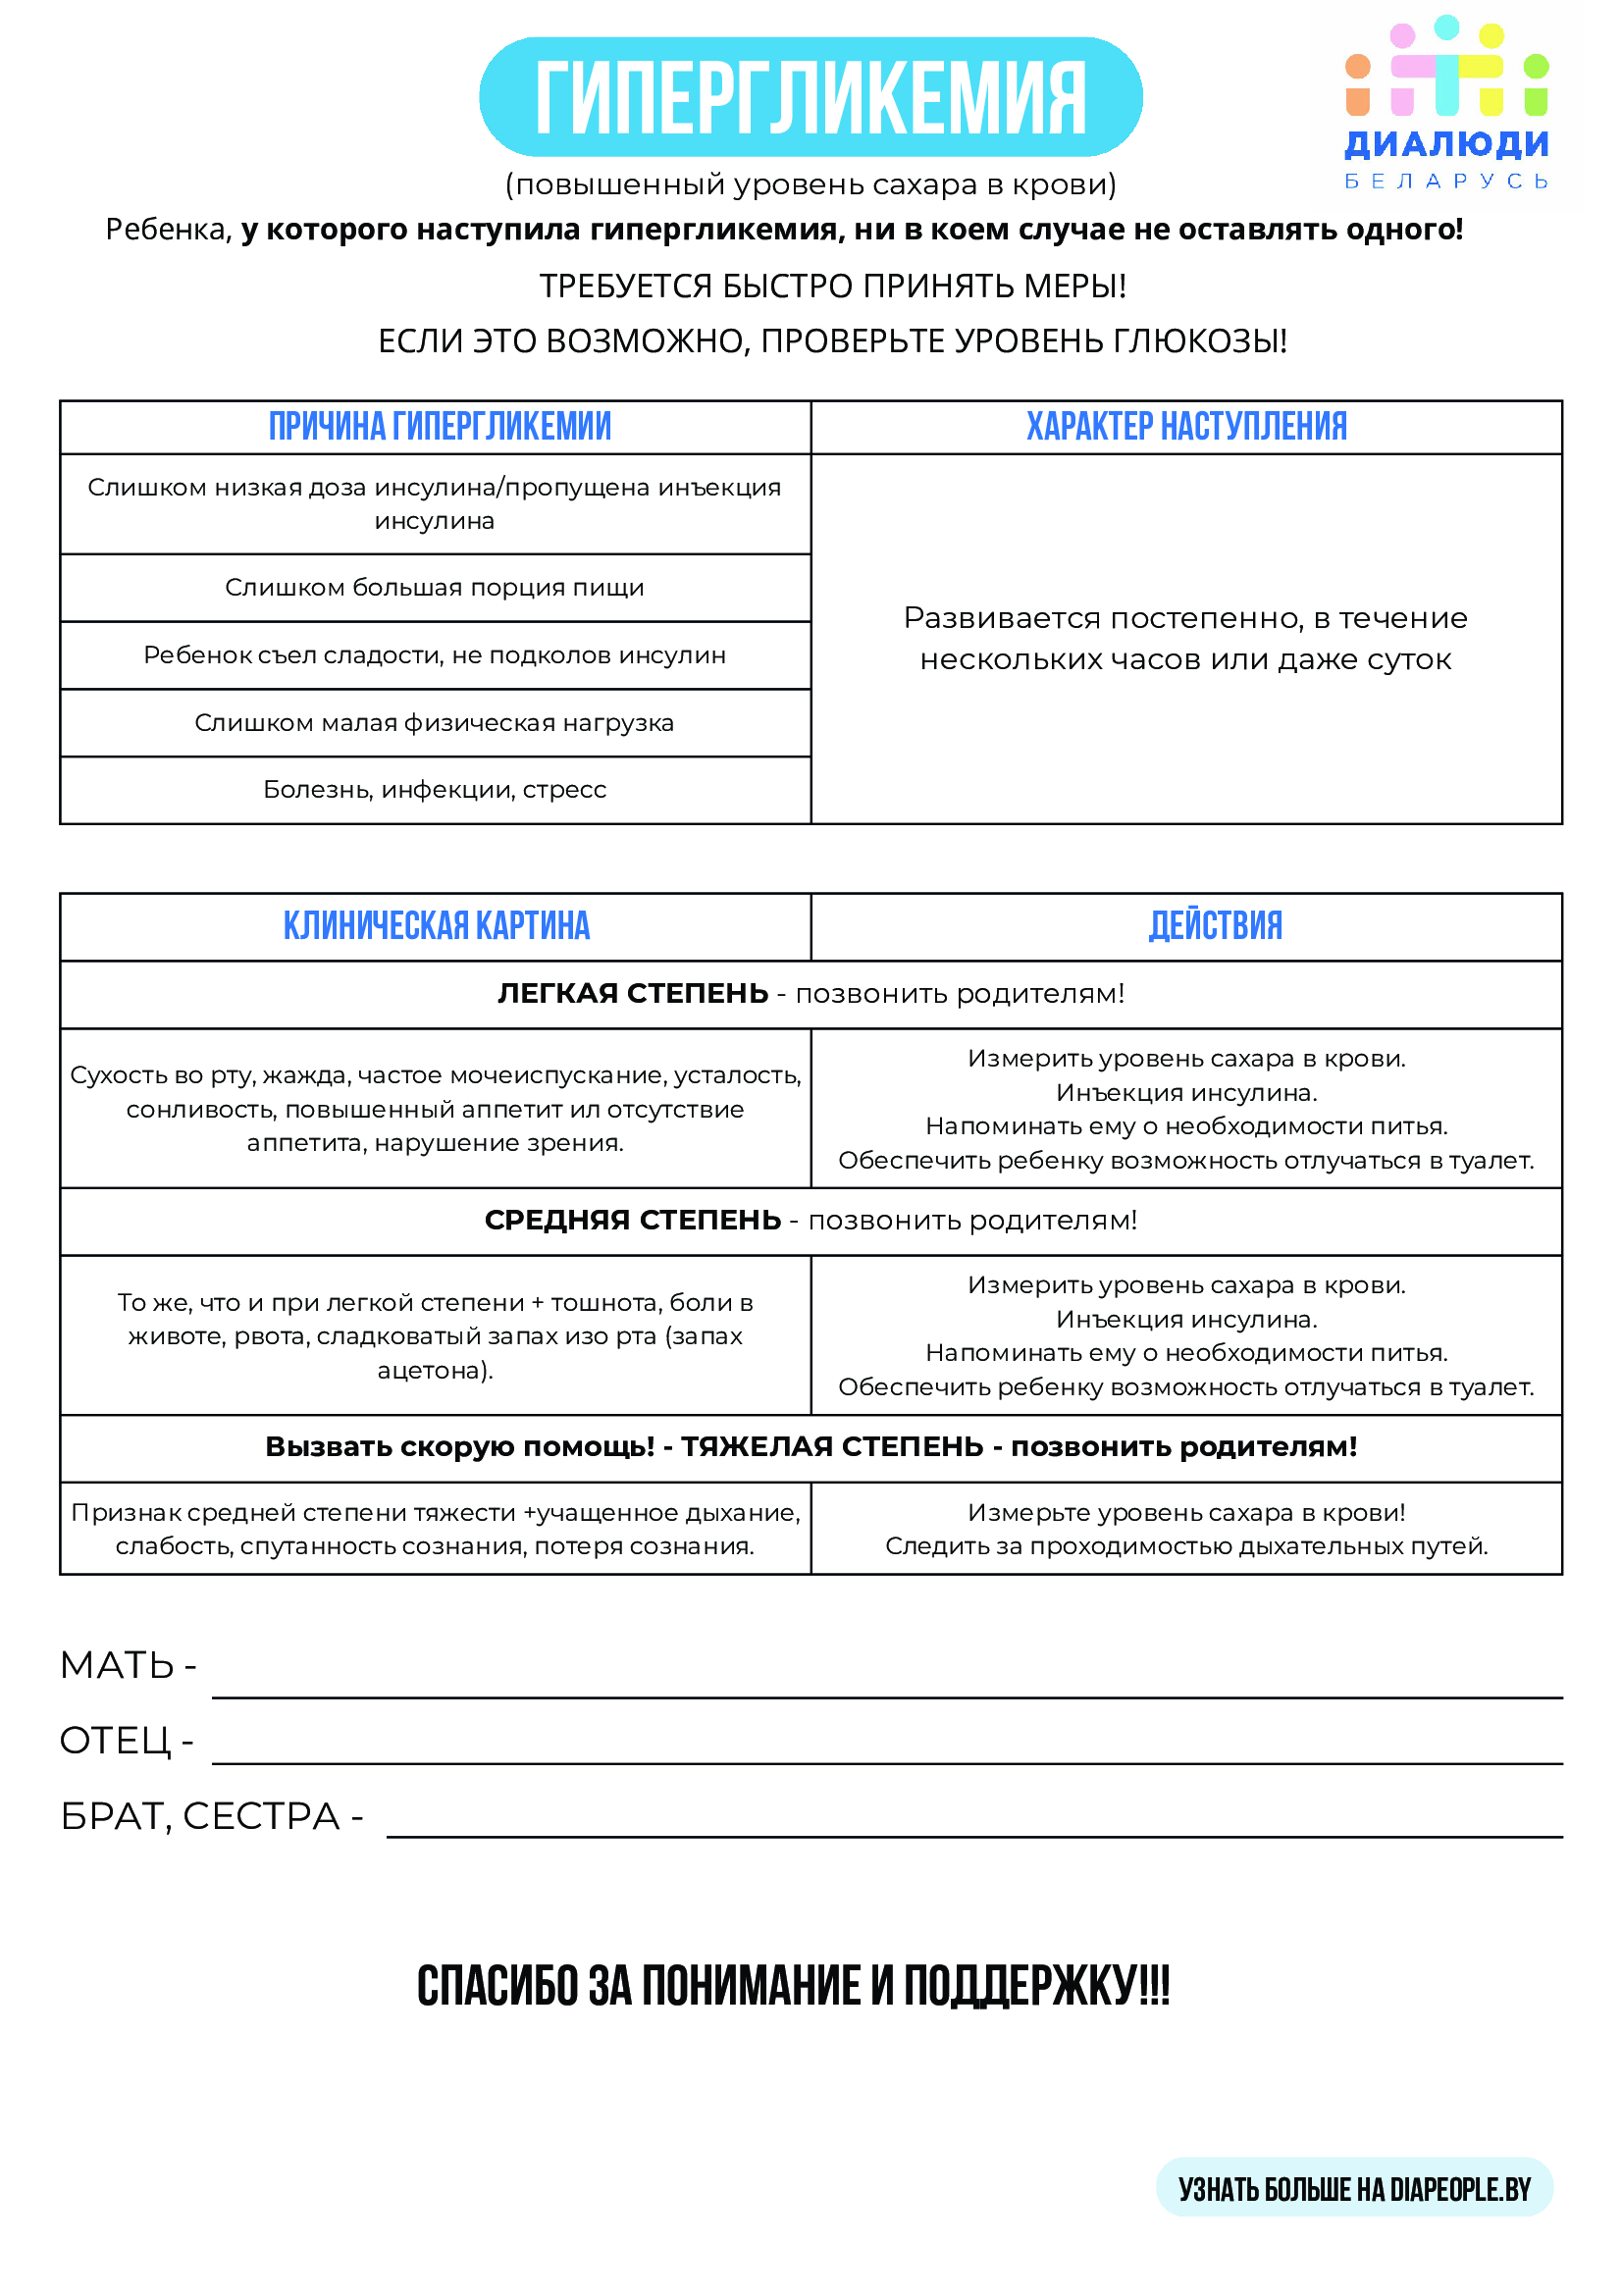 ГИПЕРГЛИКЕМИЯ
ДИАЛЮДИ
БЕЛАРУСЬ
(повышенный уровень сахара в крови)
Ребенка, у которого наступила гипергликемия, ни в коем случае не оставлять одного!
ТРЕБУЕТСЯ БЫСТРО ПРИНЯТЬ МЕРЫ!
ЕСЛИ ЭТО ВОЗМОЖНО, ПРОВЕРЬТЕ УРОВЕНЬ ГЛЮКОЗЫ!
ПРИЧИНА ГИПЕРГЛИКЕМИИ
ХАРАКТЕР НАСТУПЛЕНИЯ
Слишком низкая доза инсулина/пропущена инъекция
инсулина
Слишком большая порция пищи
Ребенок съел сладости, не подколов инсулин
Слишком малая физическая нагрузка
Болезнь, инфекции, стресс
Развивается постепенно, в течение
нескольких часов или даже суток
КЛИНИЧЕСКАЯ КАРТИНА
ДЕЙСТВИЯ
ЛЕГКАЯ СТЕПЕНЬ - позвонить родителям!
Сухость во рту, жажда, частое мочеиспускание, усталость,
сонливость, повышенный аппетит ил отсутствие
аппетита, нарушение зрения.
Измерить уровень сахара в крови.
Инъекция инсулина.
Напоминать ему о необходимости питья.
Обеспечить ребенку возможность отлучаться в туалет.
СРЕДНЯЯ СТЕПЕНЬ - позвонить родителям!
То же, что и при легкой степени + тошнота, боли в
животе, рвота, сладковатый запах изо рта (запах
ацетона).
Измерить уровень сахара в крови.
Инъекция инсулина.
Напоминать ему о необходимости питья.
Обеспечить ребенку возможность отлучаться в туалет.
Вызвать скорую помощь! - ТЯЖЕЛАЯ СТЕПЕНЬ - позвонить родителям!
Признак средней степени тяжести +учащенное дыхание,
слабость, спутанность сознания, потеря сознания.
Измерьте уровень сахара в крови!
Следить за проходимостью дыхательных путей.
МАТЬ -
ОТЕЦ -
БРАТ, СЕСТРА -
СПАСИБО ЗА ПОНИМАНИЕ И ПОДДЕРЖКУ!!!
УЗНАТЬ БОЛЬШЕ НА DIAPEOPLE.BY